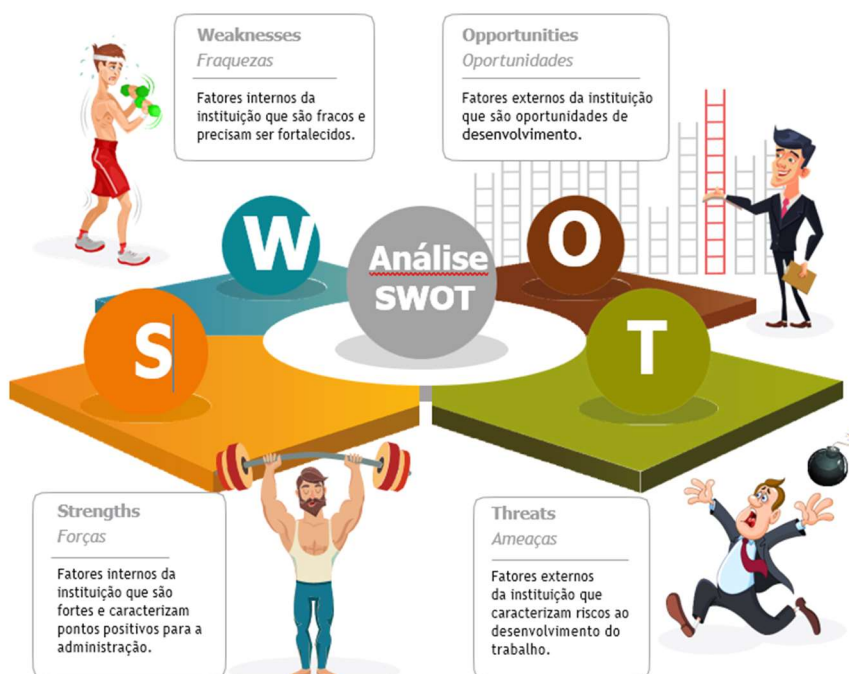 Weaknesses
Fraquezas
Fatores internos da
instituição que são fracos e
precisam ser fortalecidos.
Opportunities
Oportunidades
Fatores externos da instituição
que são oportunidades de
desenvolvimento.
W
O
Análise
SWOT
S
T
Strengths
Forças
Fatores internos da
instituição que são
fortes e caracterizam
pontos positivos para a
administração.
Threats
Ameaças
Fatores externos
da instituição que
caracterizam riscos ao
desenvolvimento do
trabalho.